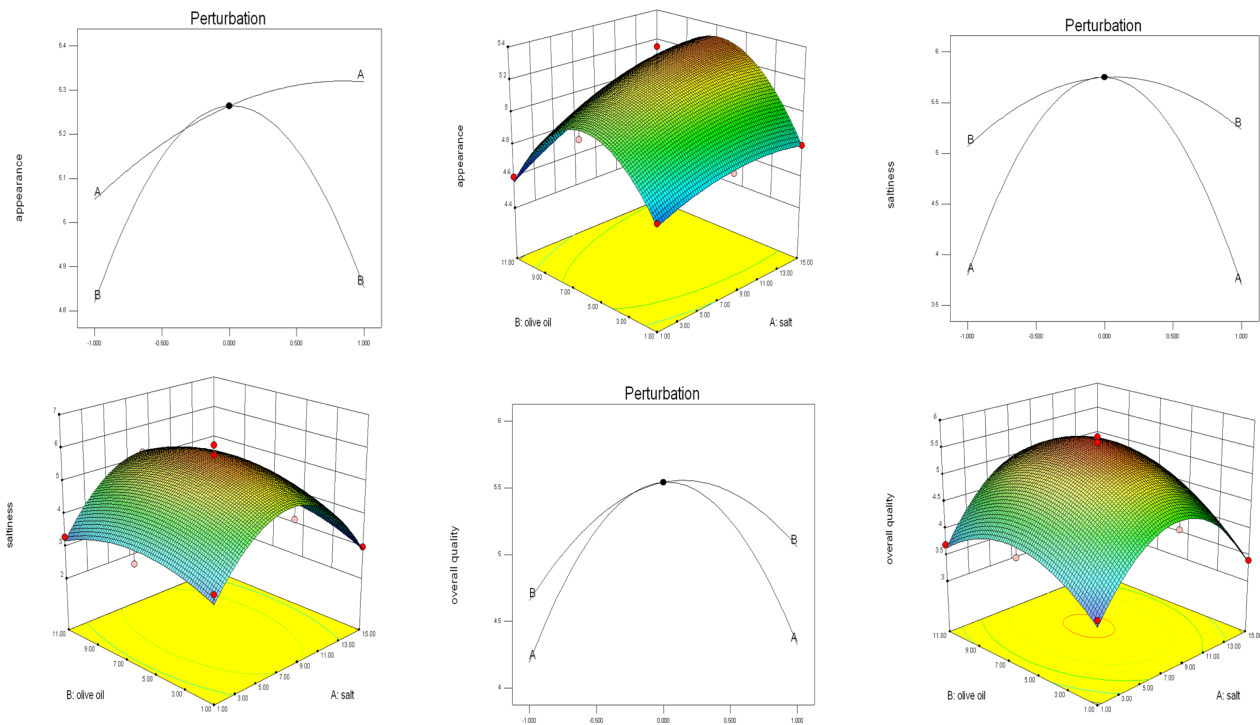 Perturbation
appearance
5.4
5.3
5.2
5.1
5
4.9
4.8
A
A
B
B
-1.000 -0.500 0.000 0.500 1.000
appearance
5.4
5.2
5
4.8
4.6
4.4
11.00 9.00 7.00 5.00 3.00 1.00
1.00 3.00 5.00 7.00 9.00 11.00 13.00 15.00
B: olive oil
A: salt
Perturbation
saltiness
6
5.5
5
4.5
4
3.5
B
B
A
A
-1.000 -0.500 0.000 0.500 1.000
saltiness
7
6
5
4
3
2
11.00 9.00 7.00 5.00 3.00 1.00
1.00 3.00 5.00 7.00 9.00 11.00 13.00 15.00
B: olive oil
A: salt
Perturbation
overall quality
6
5.5
5
4.5
4
B
B
A
A
-1.000 -0.500 0.000 0.500 1.000
overall quality
6
5.5
5
4.5
4
3.5
3
11.00 9.00 7.00 5.00 3.00 1.00
1.00 3.00 5.00 7.00 9.00 11.00 13.00 15.00
B: olive oil
A: salt